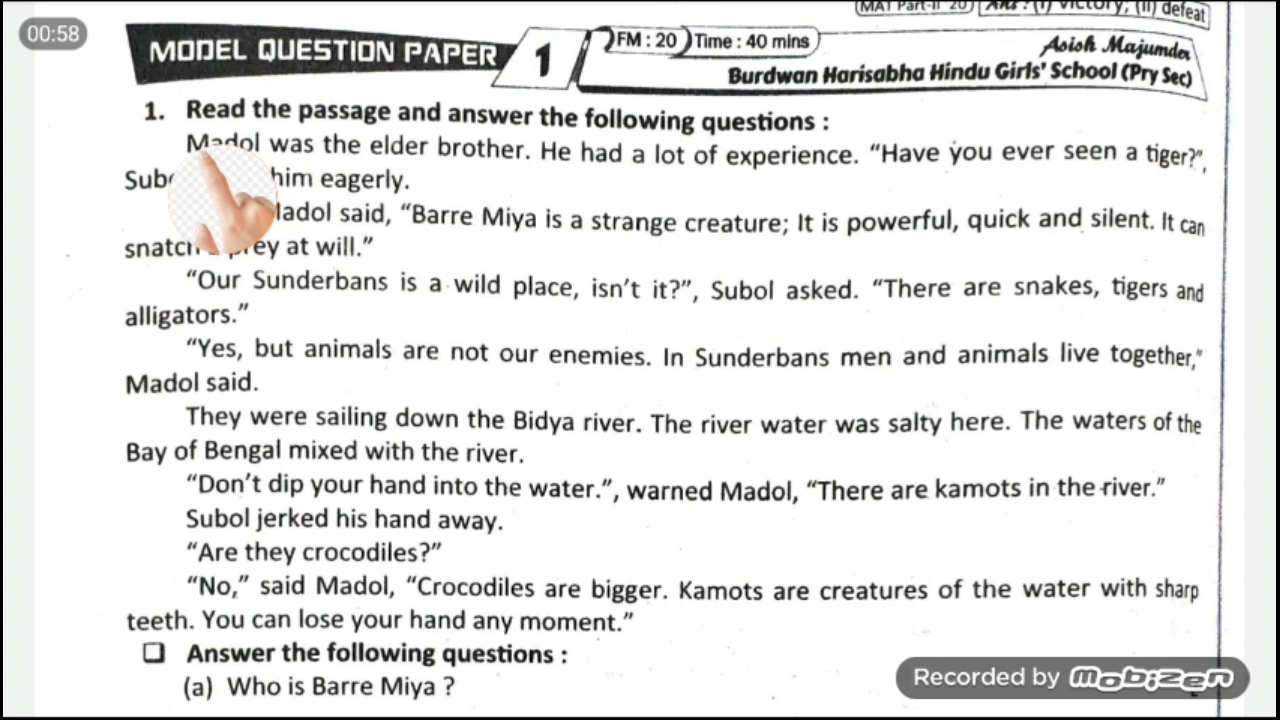 00:58
(MAT Part-II 20) Ans : (i) victory; (ii) defeat
MODEL QUESTION PAPER 1 FM : 20 Time : 40 mins
Asish Majumder
Burdwan Harisabha Hindu Girls' School (Pry Sec)
1. Read the passage and answer the following questions :
Madol was the elder brother. He had a lot of experience. “Have you ever seen a tiger?”,
him eagerly.
said, “Barre Miya is a strange creature; It is powerful, quick and silent. It can
at will.”
“Our Sunderbans is a wild place, isn't it?”, Subol asked. “There are snakes, tigers and
alligators.”
“Yes, but animals are not our enemies. In Sunderbans men and animals live together,”
Madol said.
They were sailing down the Bidya river. The river water was salty here. The waters of the
Bay of Bengal mixed with the river.
“Don't dip your hand into the water.”, warned Madol, “There are kamots in the river.”
Subol jerked his hand away.
“Are they crocodiles?”
“No,” said Madol, “Crocodiles are bigger. Kamots are creatures of the water with sharp
teeth. You can lose your hand any moment.”
❑ Answer the following questions :
(a) Who is Barre Miya ?
Recorded by Mobizen